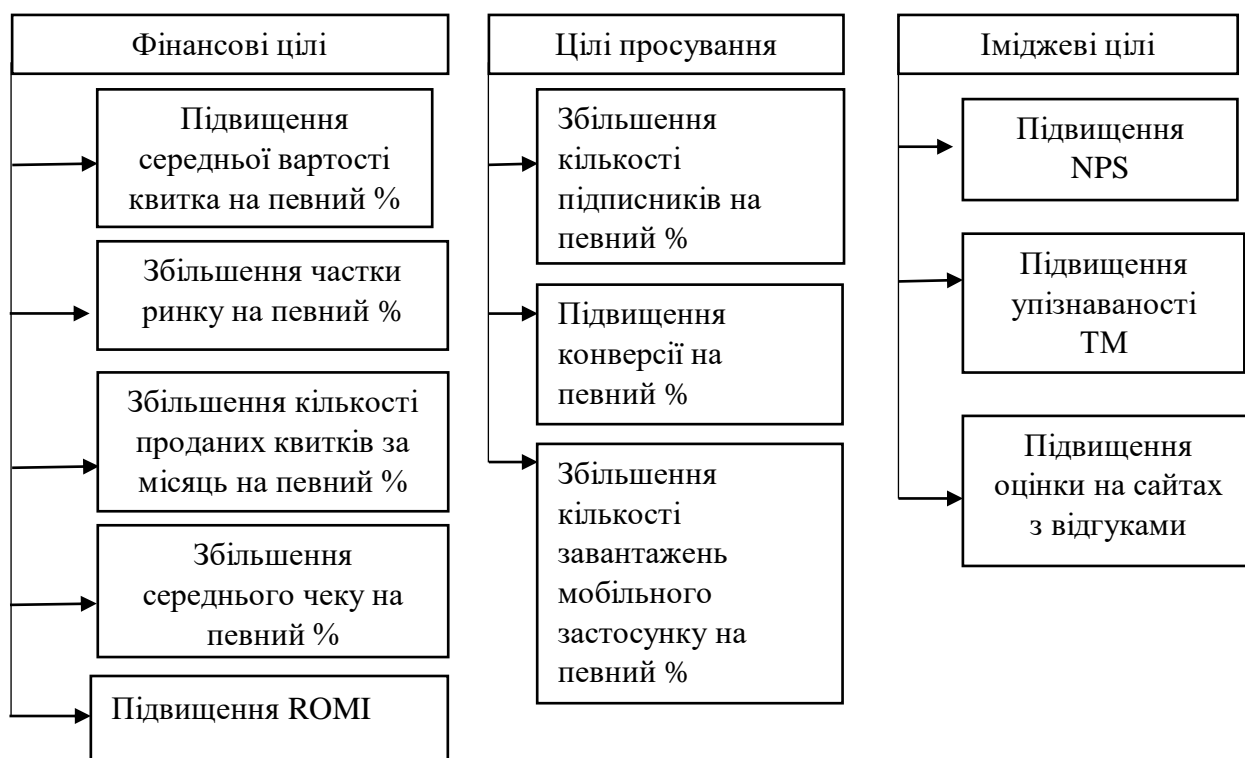 Фінансові цілі
Підвищення
середньої вартості
квитка на певний %
Збільшення частки
ринку на певний %
Збільшення кількості
проданих квитків за
місяць на певний %
Збільшення
середнього чеку на
певний %
Підвищення ROMI
Цілі просування
Збільшення
кількості
підписників на
певний %
Підвищення
конверсії на
певний %
Збільшення
кількості
завантажень
мобільного
застосунку на
певний %
Іміджеві цілі
Підвищення
NPS
Підвищення
упізнаваності
ТМ
Підвищення
оцінки на сайтах
з відгуками